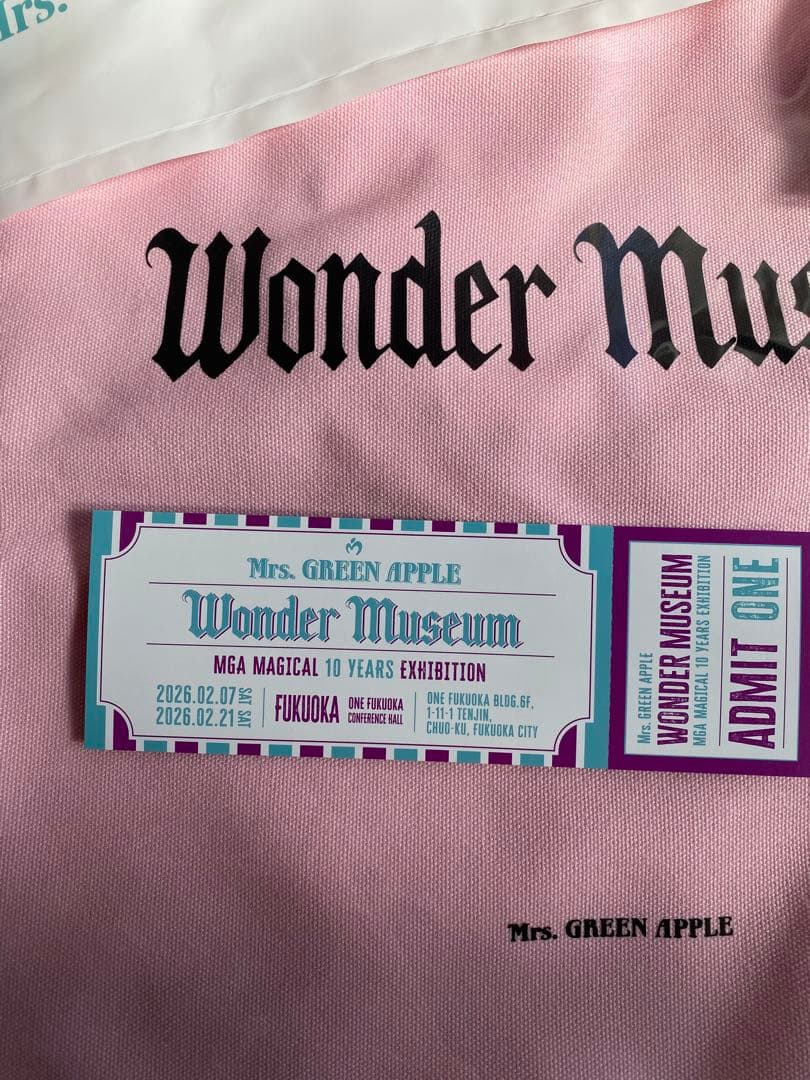 Mrs.
Wonder Mus
Mrs. GREEN APPLE
Wonder Museum
MGA MAGICAL 10 YEARS EXHIBITION
2026.02.07 SAT
2026.02.21 SAT
FUKUOKA
ONE FUKUOKA
CONFERENCE HALL
ONE FUKUOKA BLDG.6F,
1-11-1 TENJIN,
CHUO-KU, FUKUOKA CITY
Mrs. GREEN APPLE
WONDER MUSEUM
MGA MAGICAL 10 YEARS EXHIBITION
ADMIT ONE
Mrs. GREEN APPLE